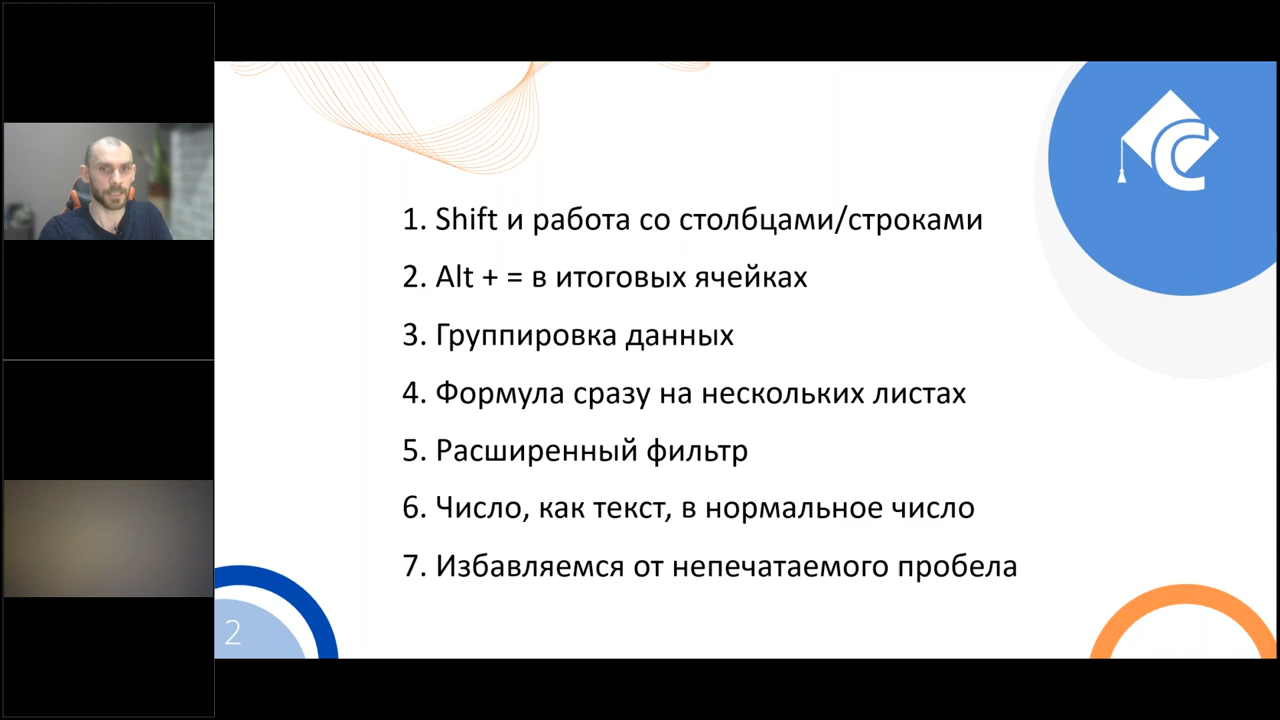 1. Shift и работа со столбцами/строками
2. Alt + = в итоговых ячейках
3. Группировка данных
4. Формула сразу на нескольких листах
5. Расширенный фильтр
6. Число, как текст, в нормальное число
7. Избавляемся от непечатаемого пробела
2